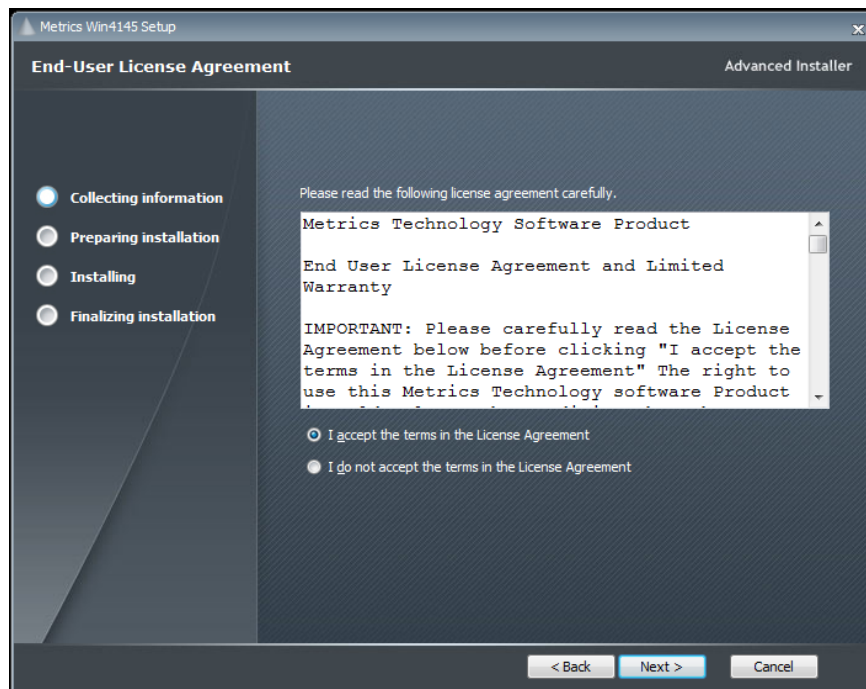 Metrics Win4145 Setup
End-User License Agreement
Advanced Installer
Collecting information
Preparing installation
Installing
Finalizing installation
Please read the following license agreement carefully.
Metrics Technology Software Product
End User License Agreement and Limited
Warranty
IMPORTANT: Please carefully read the License
Agreement below before clicking "I accept the
terms in the License Agreement" The right to
use this Metrics Technology software Product
I accept the terms in the License Agreement
I do not accept the terms in the License Agreement
< Back
Next >
Cancel